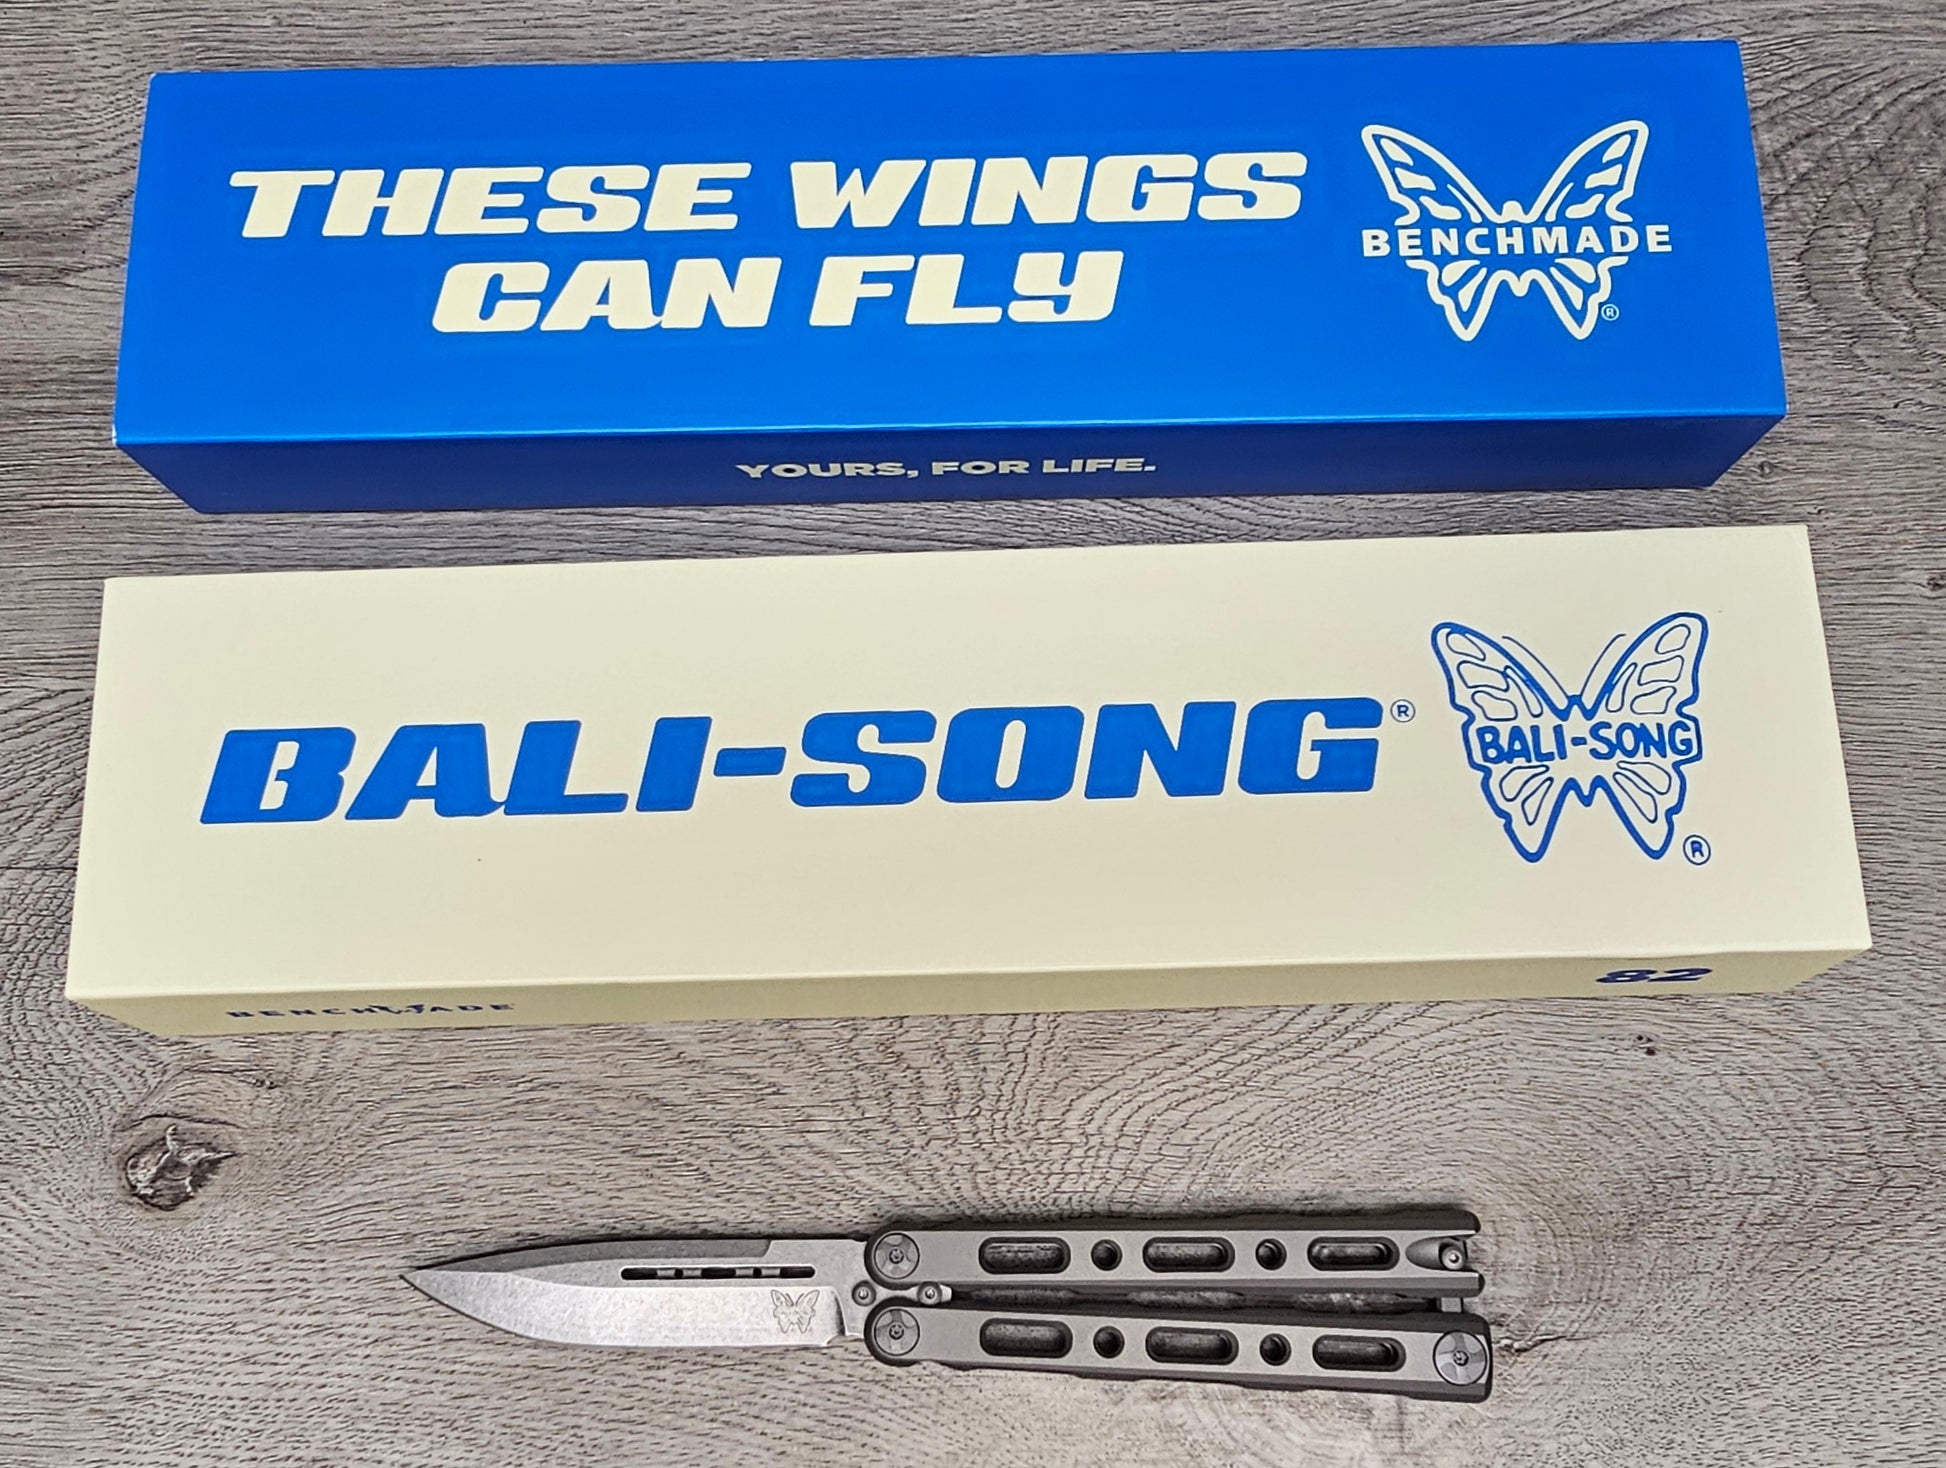 THESE WINGS
CAN FLY
BENCHMADE
®
YOURS, FOR LIFE.
BALI-SONG®
BALI-SONG
®
BENCHMADE
82